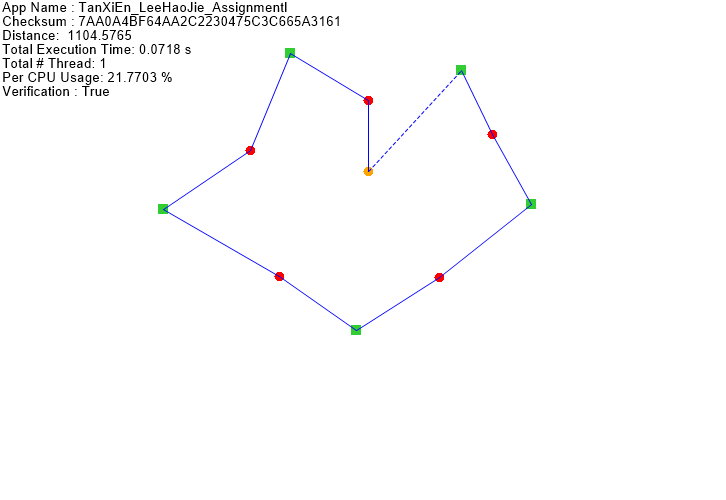 App Name : TanXiEn_LeeHaoJie_AssignmentI
Checksum : 7AA0A4BF64AA2C2230475C3C665A3161
Distance:  1104.5765
Total Execution Time: 0.0718 s
Total # Thread: 1
Per CPU Usage: 21.7703 %
Verification : True